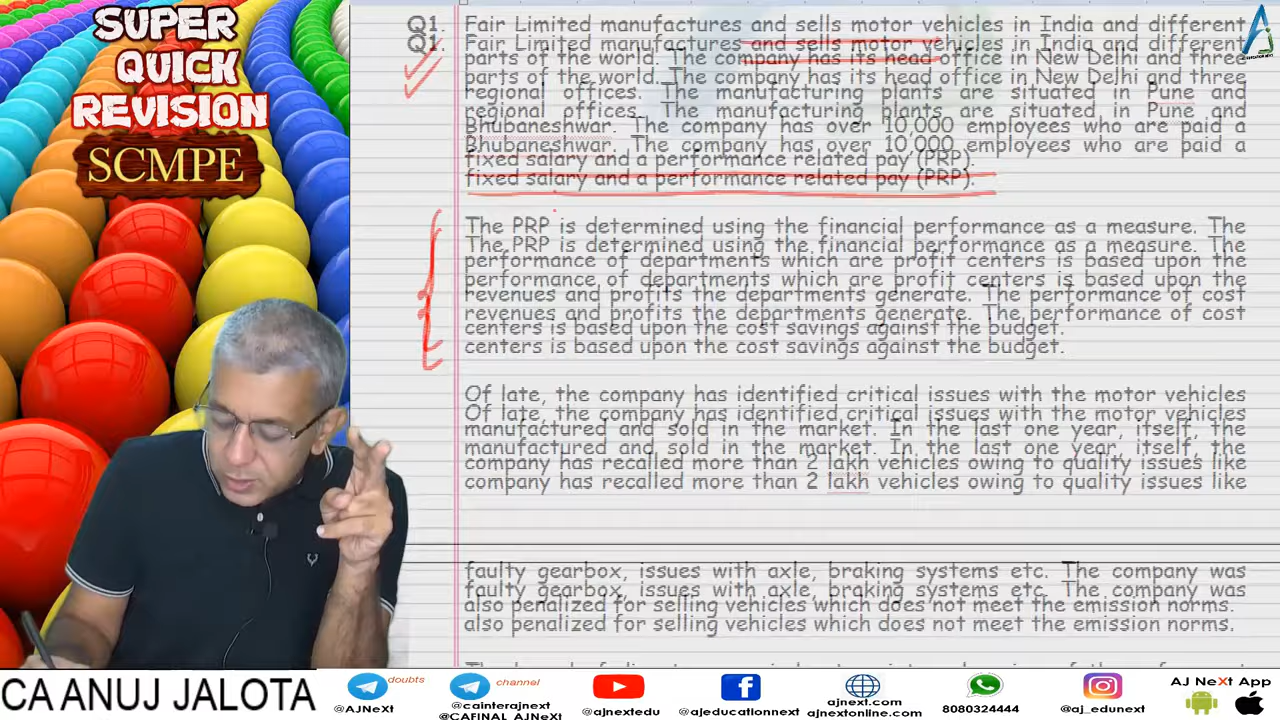 SUPER
QUICK
REVISION
SCMPE
Q1. Fair Limited manufactures and sells motor vehicles in India and different
Q1. Fair Limited manufactures and sells motor vehicles in India and different
parts of the world. The company has its head office in New Delhi and three
parts of the world. The company has its head office in New Delhi and three
regional offices. The manufacturing plants are situated in Pune and
regional offices. The manufacturing plants are situated in Pune and
Bhubaneshwar. The company has over 10,000 employees who are paid a
Bhubaneshwar. The company has over 10,000 employees who are paid a
fixed salary and a performance related pay (PRP).
fixed salary and a performance related pay (PRP).
The PRP is determined using the financial performance as a measure. The
The PRP is determined using the financial performance as a measure. The
performance of departments which are profit centers is based upon the
performance of departments which are profit centers is based upon the
revenues and profits the departments generate. The performance of cost
revenues and profits the departments generate. The performance of cost
centers is based upon the cost savings against the budget.
centers is based upon the cost savings against the budget.
Of late, the company has identified critical issues with the motor vehicles
Of late, the company has identified critical issues with the motor vehicles
manufactured and sold in the market. In the last one year, itself, the
manufactured and sold in the market. In the last one year, itself, the
company has recalled more than 2 lakh vehicles owing to quality issues like
company has recalled more than 2 lakh vehicles owing to quality issues like
faulty gearbox, issues with axle, braking systems etc. The company was
faulty gearbox, issues with axle, braking systems etc. The company was
also penalized for selling vehicles which does not meet the emission norms.
also penalized for selling vehicles which does not meet the emission norms.
CA ANUJ JALOTA
doubts
@AJNeXt
channel
@cainterajnext
@CAFINAL_AJNeXt
@ajnextedu
@ajeducationnext
ajnext.com
ajnextonline.com
8080324444
@aj_edunext
AJ NeXt App